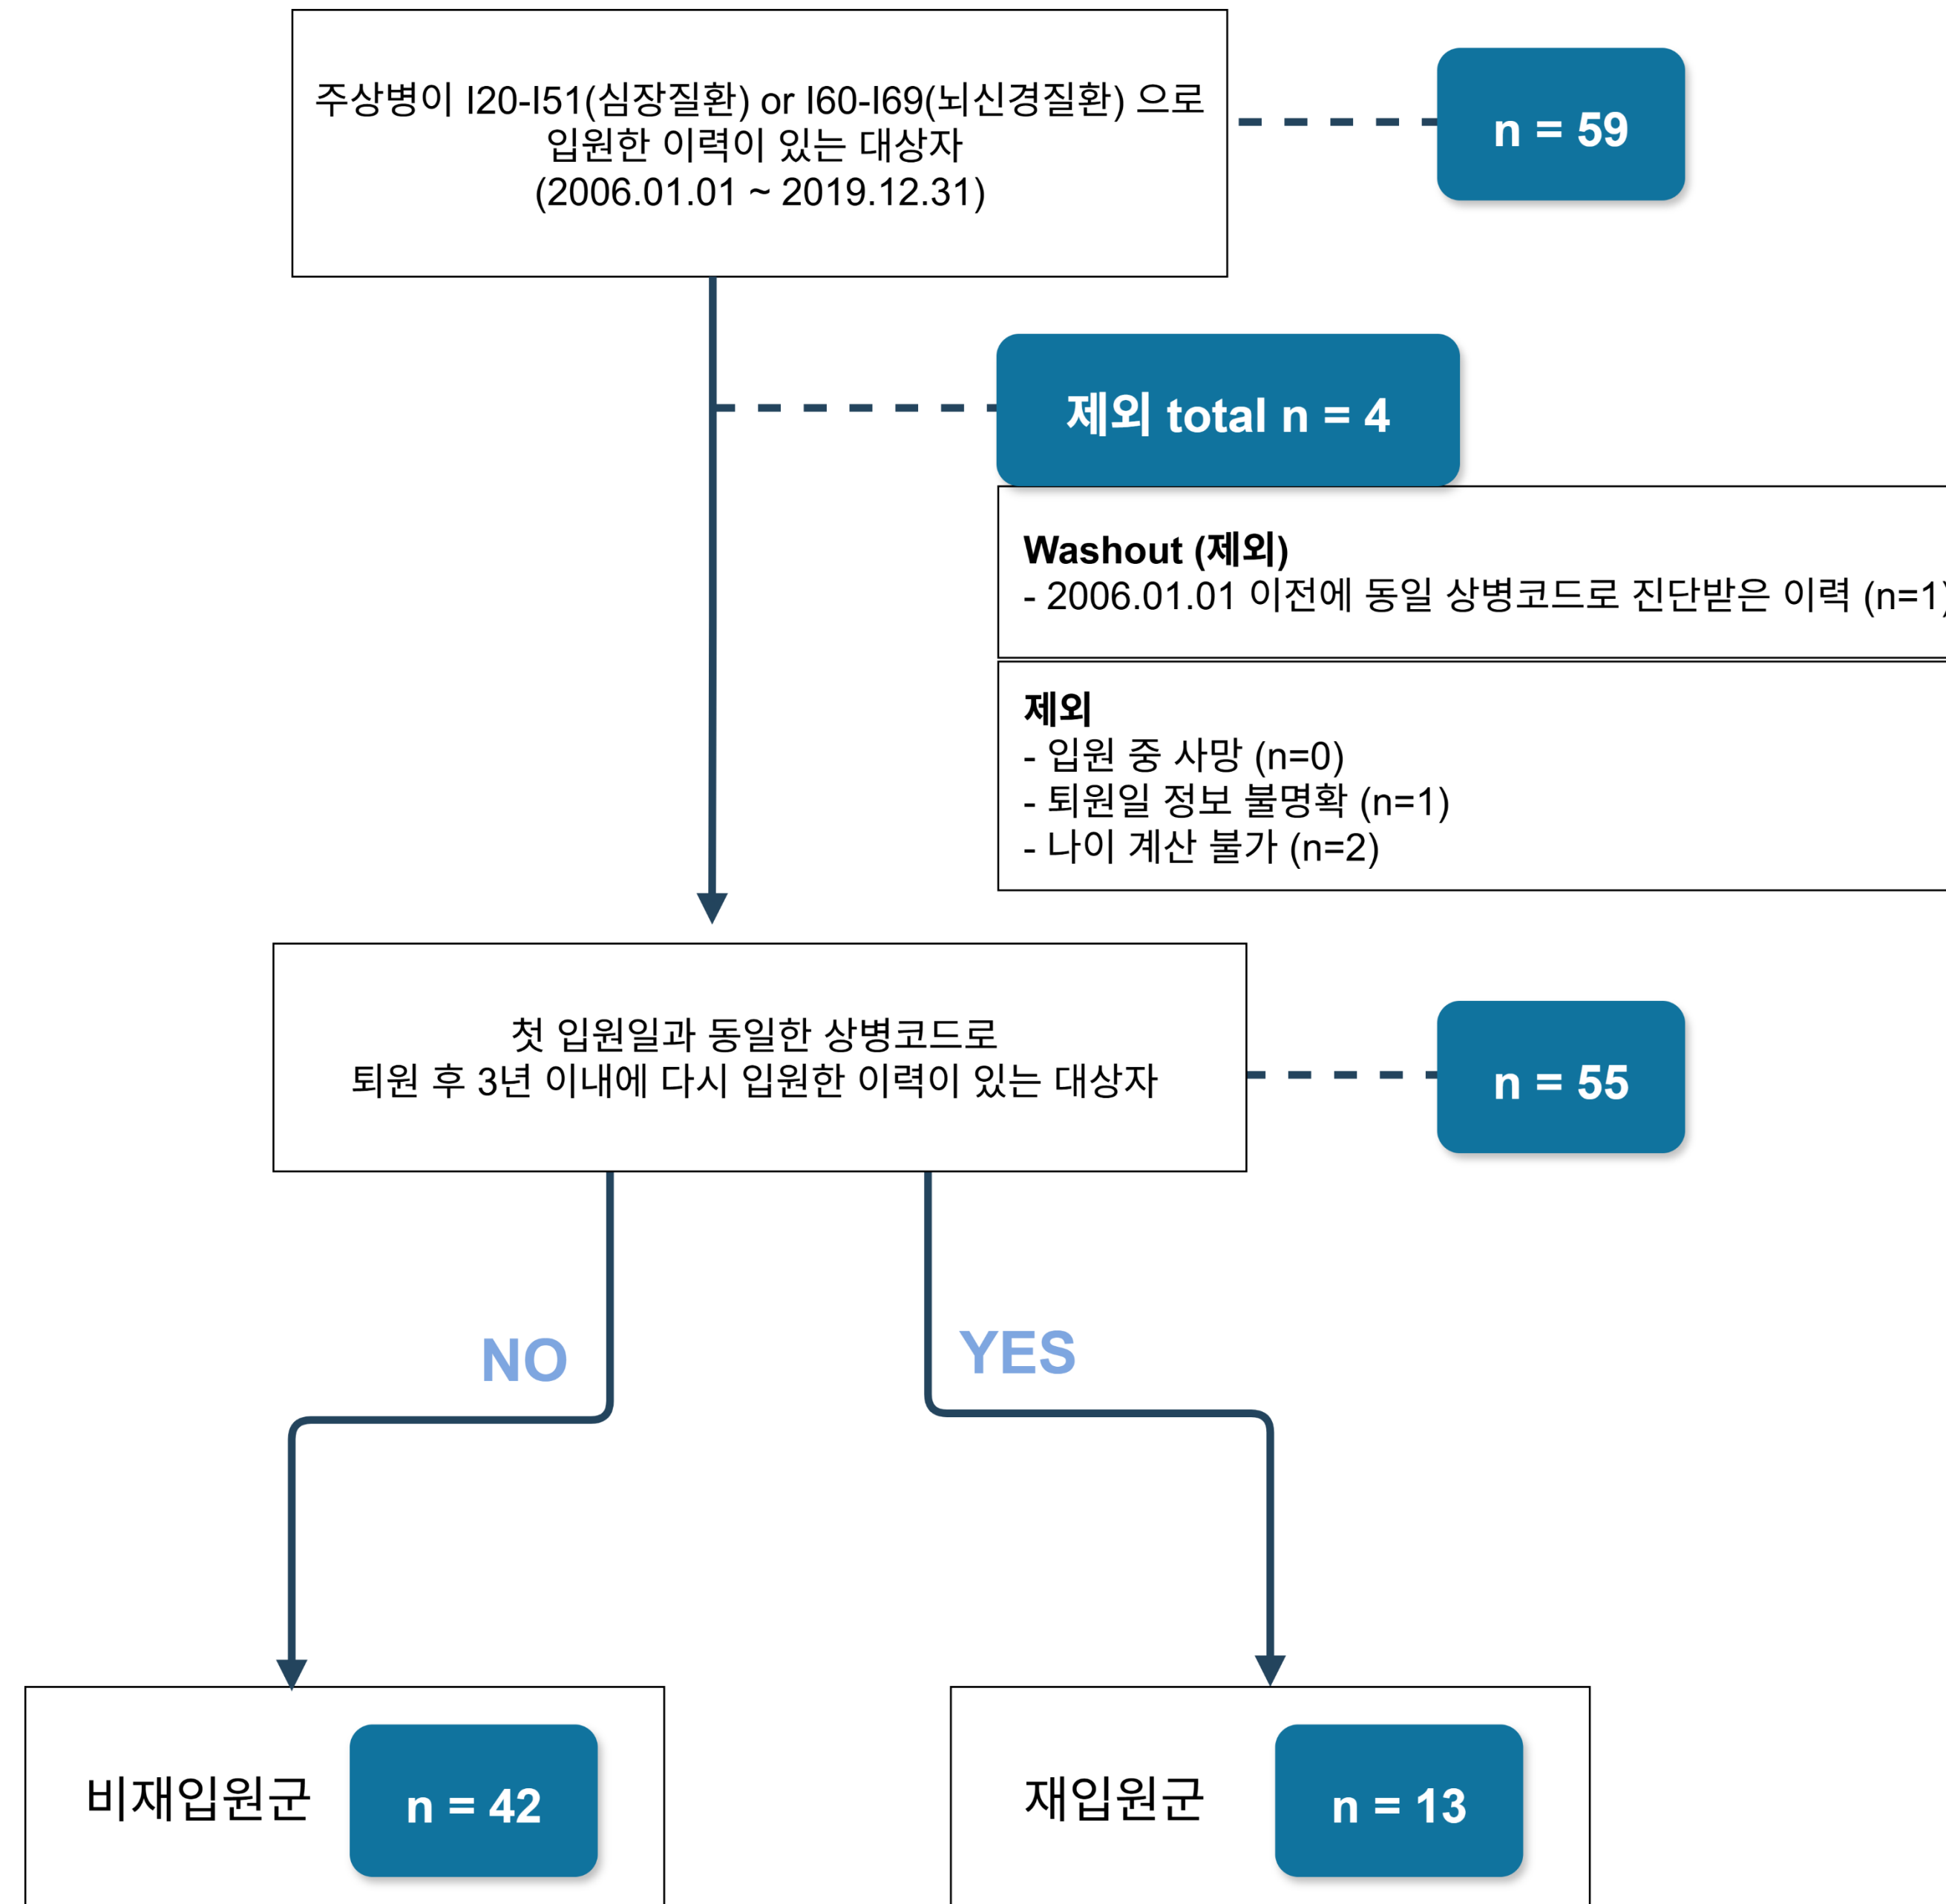 주상병이 I20-I51(심장질환) or I60-I69(뇌신경질환) 으로
입원한 이력이 있는 대상자
(2006.01.01 ~ 2019.12.31)
n = 59
제외 total n = 4
Washout (제외)
- 2006.01.01 이전에 동일 상병코드로 진단받은 이력 (n=1)
제외
- 입원 중 사망 (n=0)
- 퇴원일 정보 불명확 (n=1)
- 나이 계산 불가 (n=2)
첫 입원일과 동일한 상병코드로
퇴원 후 3년 이내에 다시 입원한 이력이 있는 대상자
n = 55
NO
YES
비재입원군
n = 42
재입원군
n = 13